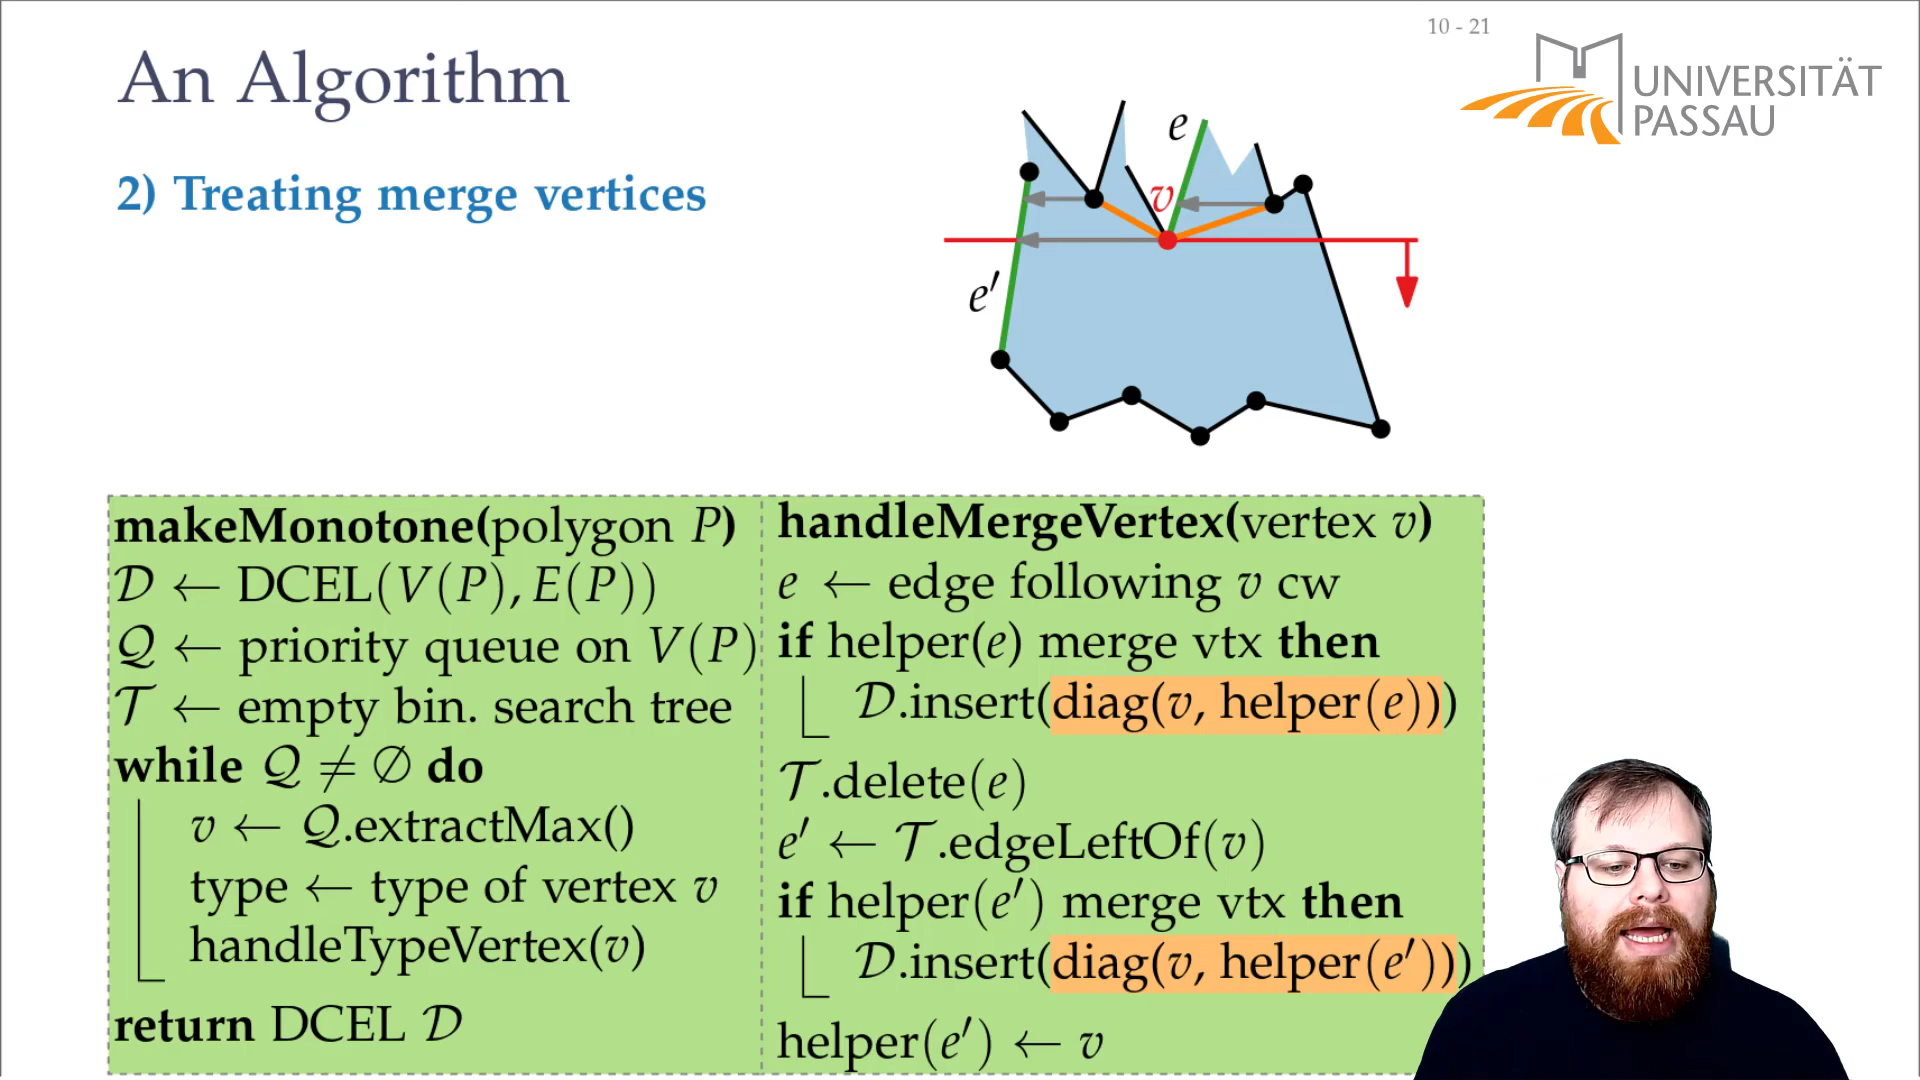 10 - 21
An Algorithm
UNIVERSITÄT
PASSAU
2) Treating merge vertices
e
v
e′
makeMonotone(polygon P)
𝒟 ← DCEL(V(P), E(P))
𝒬 ← priority queue on V(P)
𝒯 ← empty bin. search tree
while 𝒬 ≠ ∅ do
v ← 𝒬.extractMax()
type ← type of vertex v
handleTypeVertex(v)
return DCEL 𝒟
handleMergeVertex(vertex v)
e ← edge following v cw
if helper(e) merge vtx then
𝒟.insert(diag(v, helper(e)))
𝒯.delete(e)
e′ ← 𝒯.edgeLeftOf(v)
if helper(e′) merge vtx then
𝒟.insert(diag(v, helper(e′)))
helper(e′) ← v